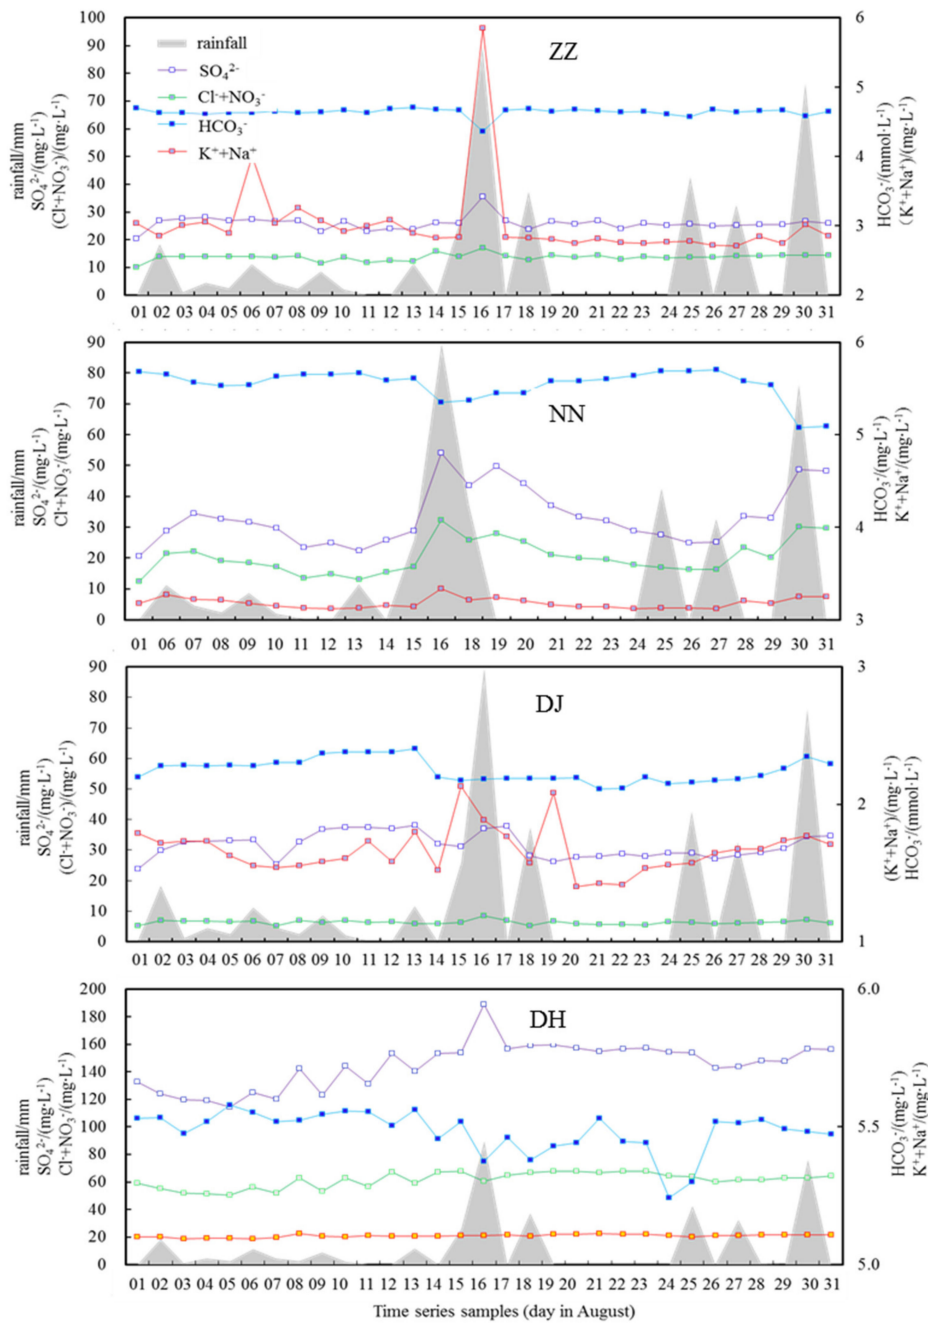 100
90
80
70
60
50
40
30
20
10
0
rainfall/mm
SO₄²⁻/(mg·L⁻¹)
(Cl⁻+NO₃⁻)/(mg·L⁻¹)
rainfall
SO₄²⁻
Cl⁻+NO₃⁻
HCO₃⁻
K⁺+Na⁺
ZZ
6
5
4
3
2
HCO₃⁻/(mmol·L⁻¹)
(K⁺+Na⁺)/(mg·L⁻¹)
01 02 03 04 05 06 07 08 09 10 11 12 13 14 15 16 17 18 19 20 21 22 23 24 25 26 27 28 29 30 31
90
80
70
60
50
40
30
20
10
0
rainfall/mm
SO₄²⁻/(mg·L⁻¹)
Cl⁻+NO₃⁻/(mg·L⁻¹)
NN
6
5
4
3
HCO₃⁻/(mg·L⁻¹)
K⁺+Na⁺/(mg·L⁻¹)
01 06 07 08 09 10 11 12 13 14 15 16 18 19 20 21 22 23 24 25 26 27 28 29 30 31
90
80
70
60
50
40
30
20
10
0
rainfall/mm
SO₄²⁻/(mg·L⁻¹)
(Cl⁻+NO₃⁻)/(mg·L⁻¹)
DJ
3
2
1
(K⁺+Na⁺)/(mg·L⁻¹)
HCO₃⁻/(mmol·L⁻¹)
01 02 03 04 05 06 07 08 09 10 11 12 13 14 15 16 17 18 19 20 21 22 23 24 25 26 27 28 29 30 31
200
180
160
140
120
100
80
60
40
20
0
rainfall/mm
SO₄²⁻/(mg·L⁻¹)
Cl⁻+NO₃⁻/(mg·L⁻¹)
DH
6.0
5.5
5.0
HCO₃⁻/(mg·L⁻¹)
K⁺+Na⁺/(mg·L⁻¹)
01 02 03 04 05 06 07 08 09 10 11 12 13 14 15 16 17 18 19 20 21 22 23 24 25 26 27 28 29 30 31
Time series samples (day in August)